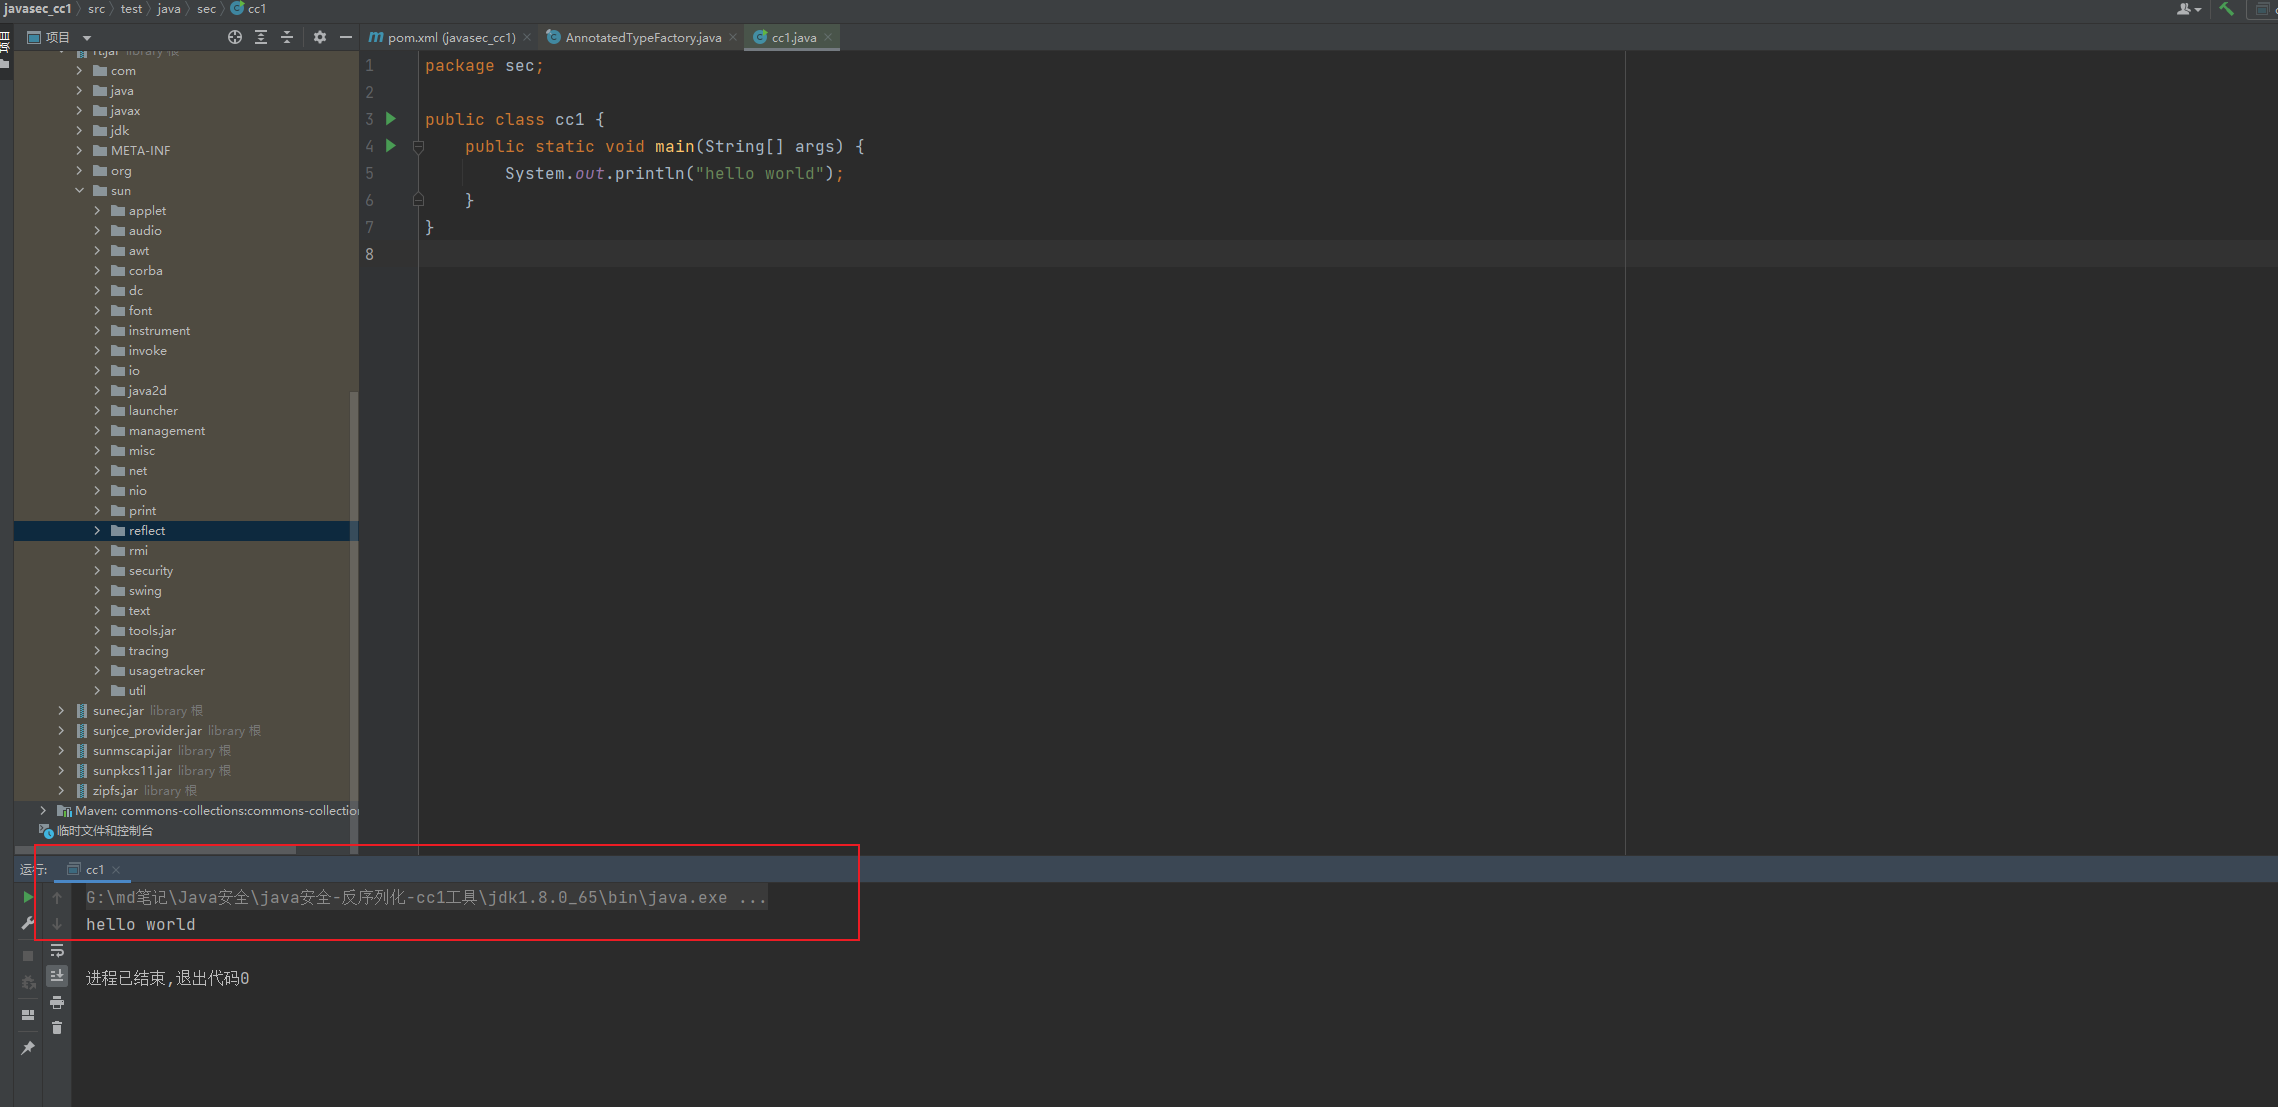 javasec_cc1 src test java sec cc1
项目
项目
pom.xml (javasec_cc1) AnnotatedTypeFactory.java cc1.java
rt.jar library 根
com
java
javax
jdk
META-INF
org
sun
applet
audio
awt
corba
dc
font
instrument
invoke
io
java2d
launcher
management
misc
net
nio
print
reflect
rmi
security
swing
text
tools.jar
tracing
usagetracker
util
sunec.jar library 根
sunjce_provider.jar library 根
sunmscapi.jar library 根
sunpkcs11.jar library 根
zipfs.jar library 根
Maven: commons-collections:commons-collection
临时文件和控制台
1 package sec;
2
3 public class cc1 {
4 public static void main(String[] args) {
5 System.out.println("hello world");
6 }
7 }
8
运行: cc1
G:\md笔记\Java安全\java安全-反序列化-cc1工具\jdk1.8.0_65\bin\java.exe ...
hello world
进程已结束,退出代码0